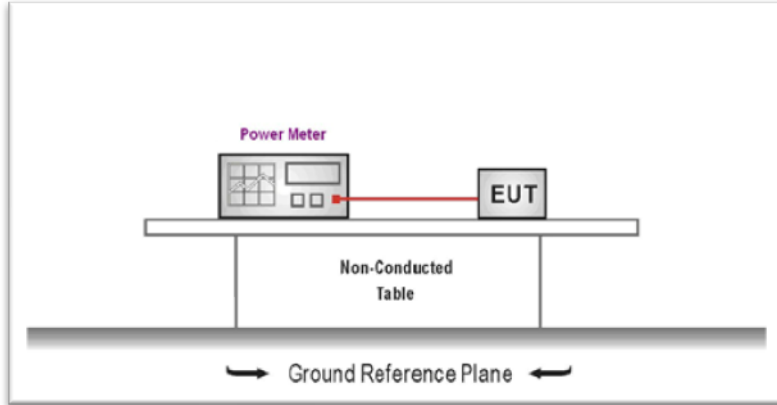 Power Meter
EUT
Non-Conducted
Table
Ground Reference Plane